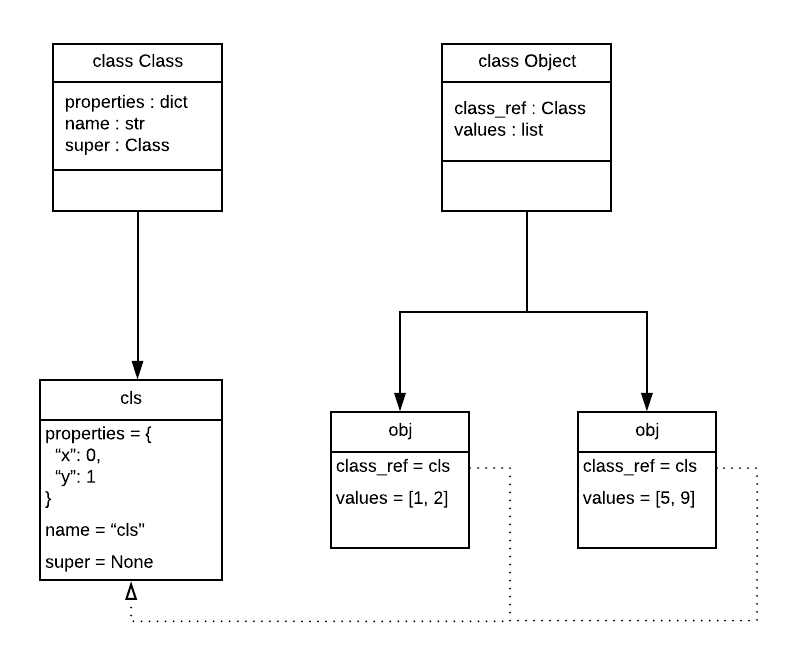 class Class
properties : dict
name : str
super : Class
class Object
class_ref : Class
values : list
cls
properties = {
“x”: 0,
“y”: 1
}
name = “cls"
super = None
obj
class_ref = cls
values = [1, 2]
obj
class_ref = cls
values = [5, 9]